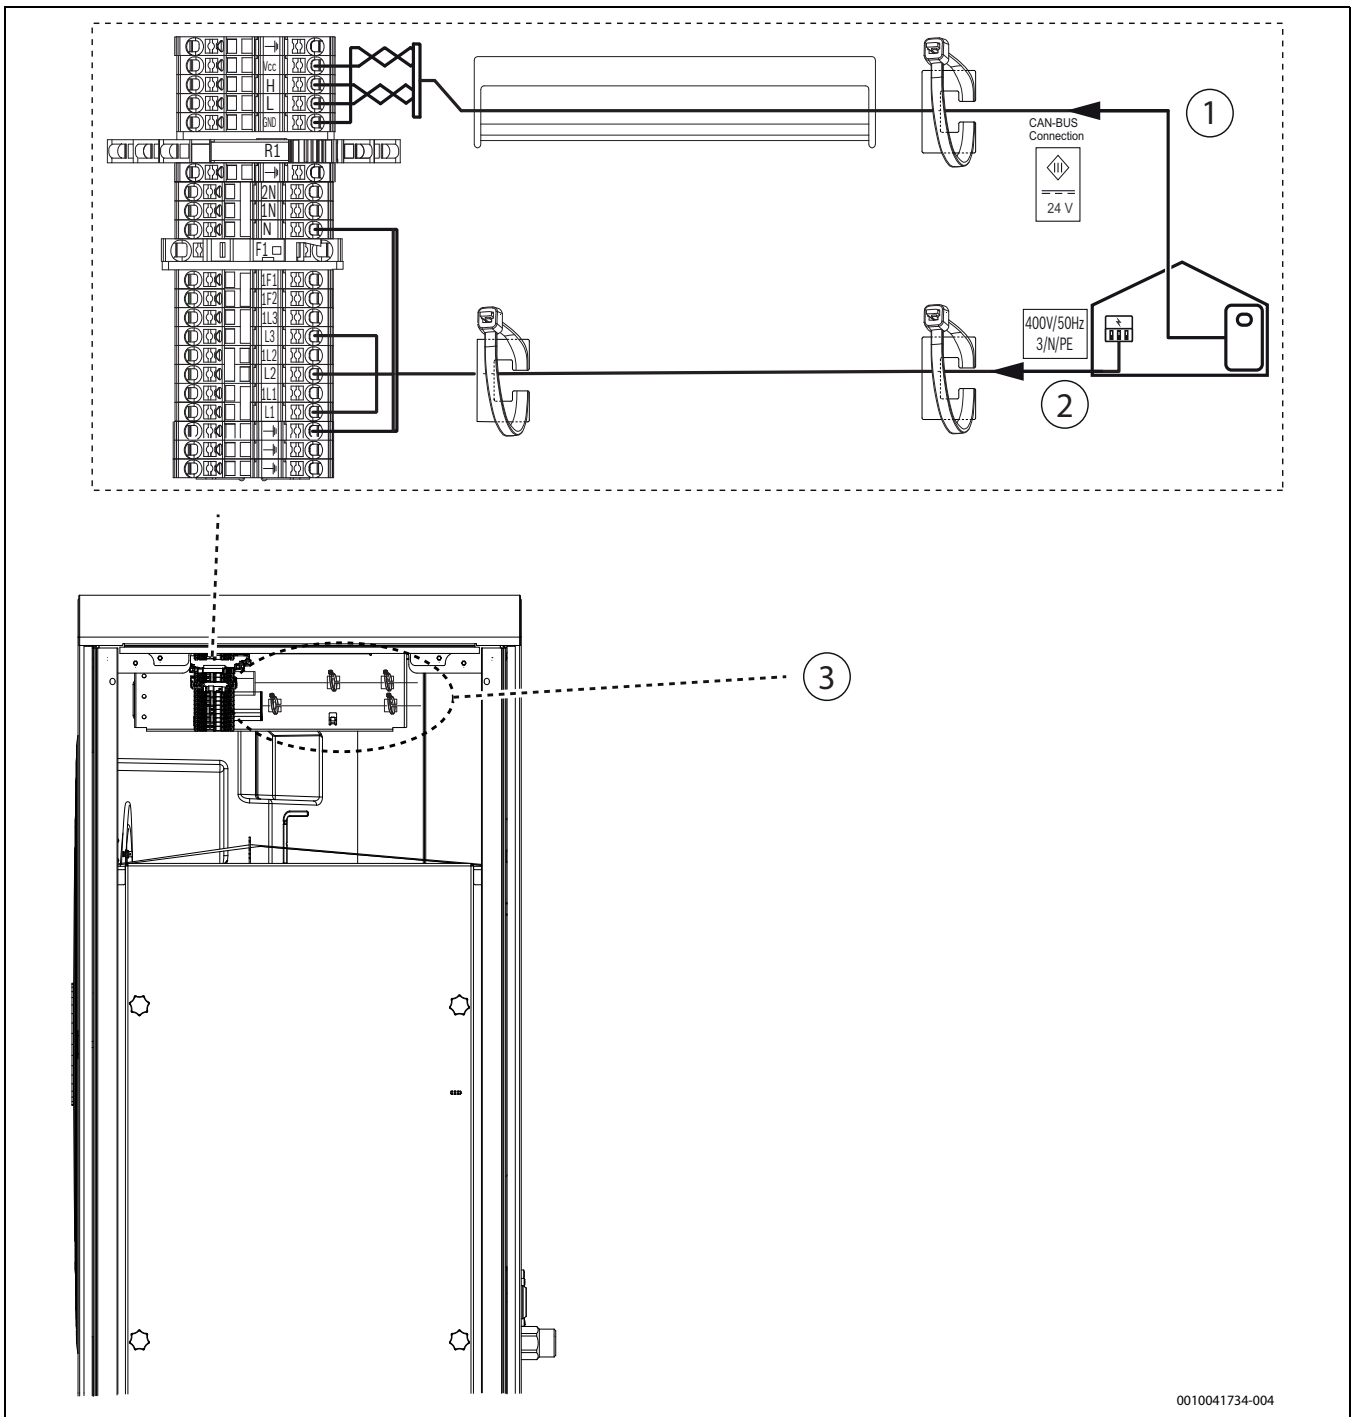 Vcc
H
L
GND
R1
2N
1N
N
F1
1F1
1F2
1L3
L3
1L2
L2
1L1
L1
CAN-BUS
Connection
24 V
1
400V/50Hz
3/N/PE
2
3
0010041734-004